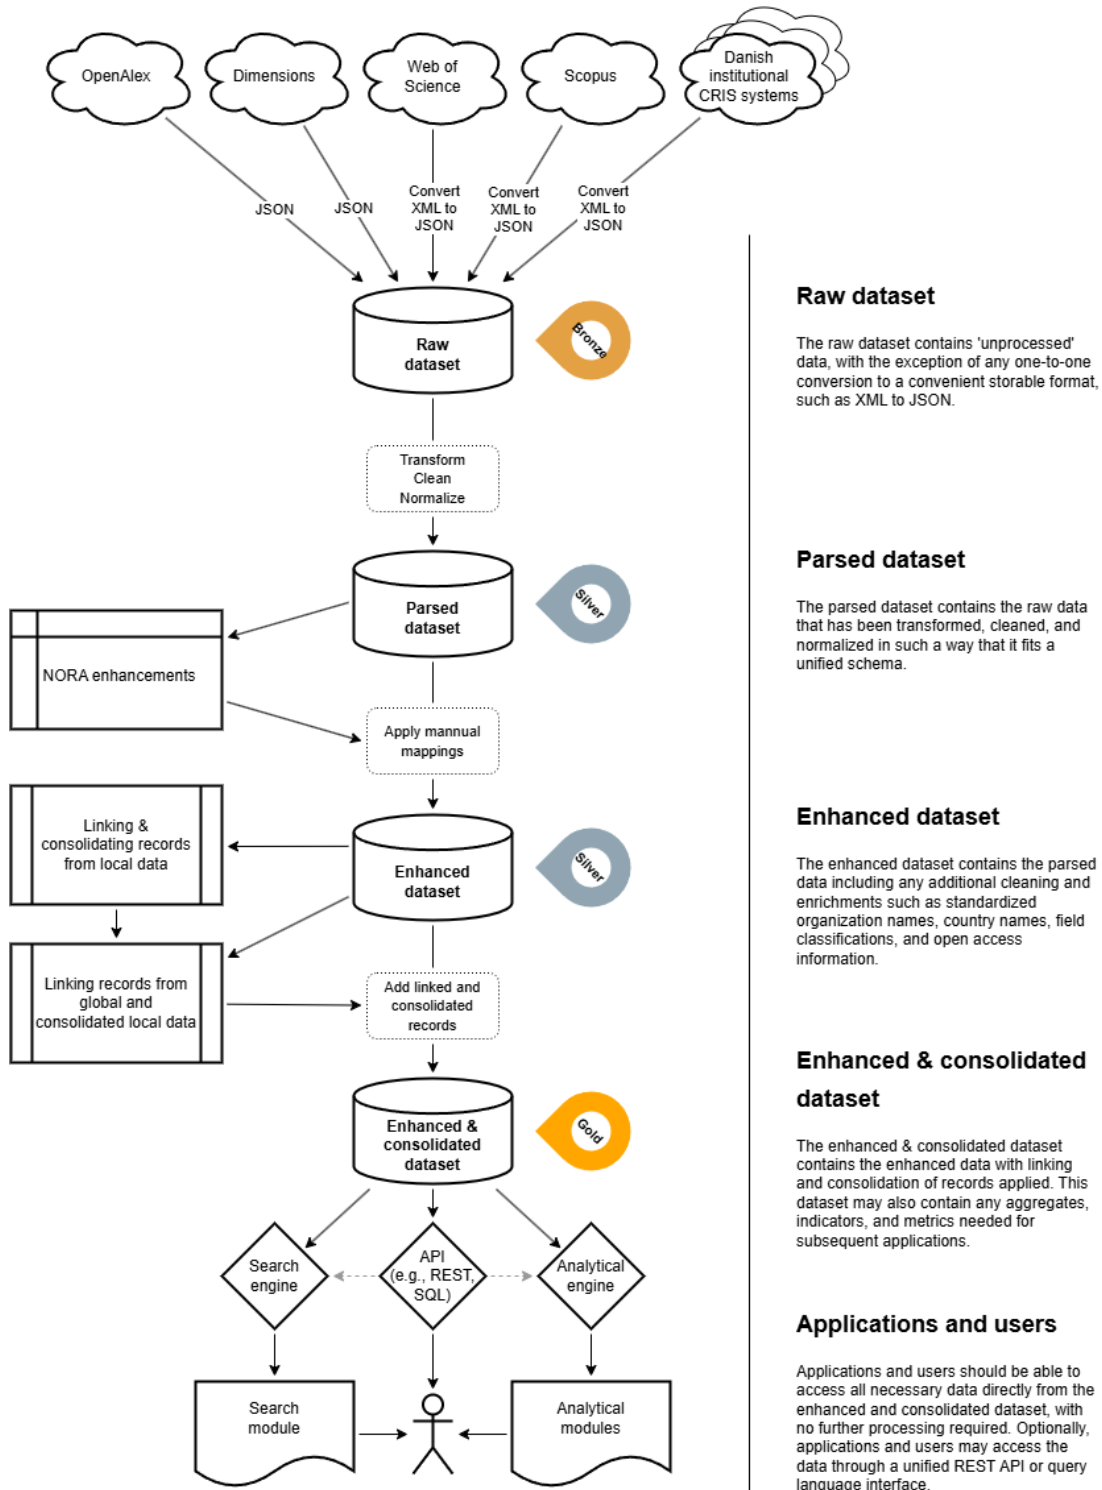 OpenAlex
Dimensions
Web of
Science
Scopus
Danish
institutional
CRIS systems
JSON
JSON
Convert
XML to
JSON
Convert
XML to
JSON
Convert
XML to
JSON
Raw
dataset
Bronze
Raw dataset
The raw dataset contains 'unprocessed'
data, with the exception of any one-to-one
conversion to a convenient storable format,
such as XML to JSON.
Transform
Clean
Normalize
Parsed
dataset
Silver
Parsed dataset
The parsed dataset contains the raw data
that has been transformed, cleaned, and
normalized in such a way that it fits a
unified schema.
NORA enhancements
Apply mannual
mappings
Linking &
consolidating records
from local data
Enhanced
dataset
Silver
Enhanced dataset
The enhanced dataset contains the parsed
data including any additional cleaning and
enrichments such as standardized
organization names, country names, field
classifications, and open access
information.
Linking records from
global and
consolidated local data
Add linked and
consolidated
records
Enhanced &
consolidated
dataset
Gold
Enhanced & consolidated
dataset
The enhanced & consolidated dataset
contains the enhanced data with linking
and consolidation of records applied. This
dataset may also contain any aggregates,
indicators, and metrics needed for
subsequent applications.
Search
engine
API
(e.g., REST,
SQL)
Analytical
engine
Search
module
Analytical
modules
Applications and users
Applications and users should be able to
access all necessary data directly from the
enhanced and consolidated dataset, with
no further processing required. Optionally,
applications and users may access the
data through a unified REST API or query
language interface.